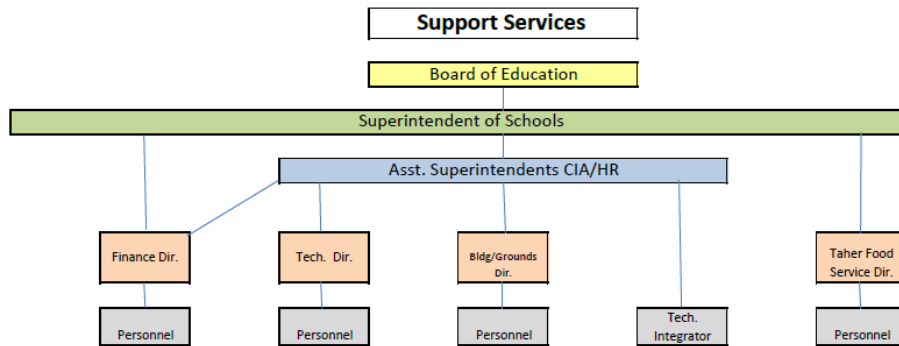 Support Services
Board of Education
Superintendent of Schools
Asst. Superintendents CIA/HR
Finance Dir.
Tech. Dir.
Bldg/Grounds
Dir.
Taher Food
Service Dir.
Personnel
Personnel
Personnel
Tech.
Integrator
Personnel